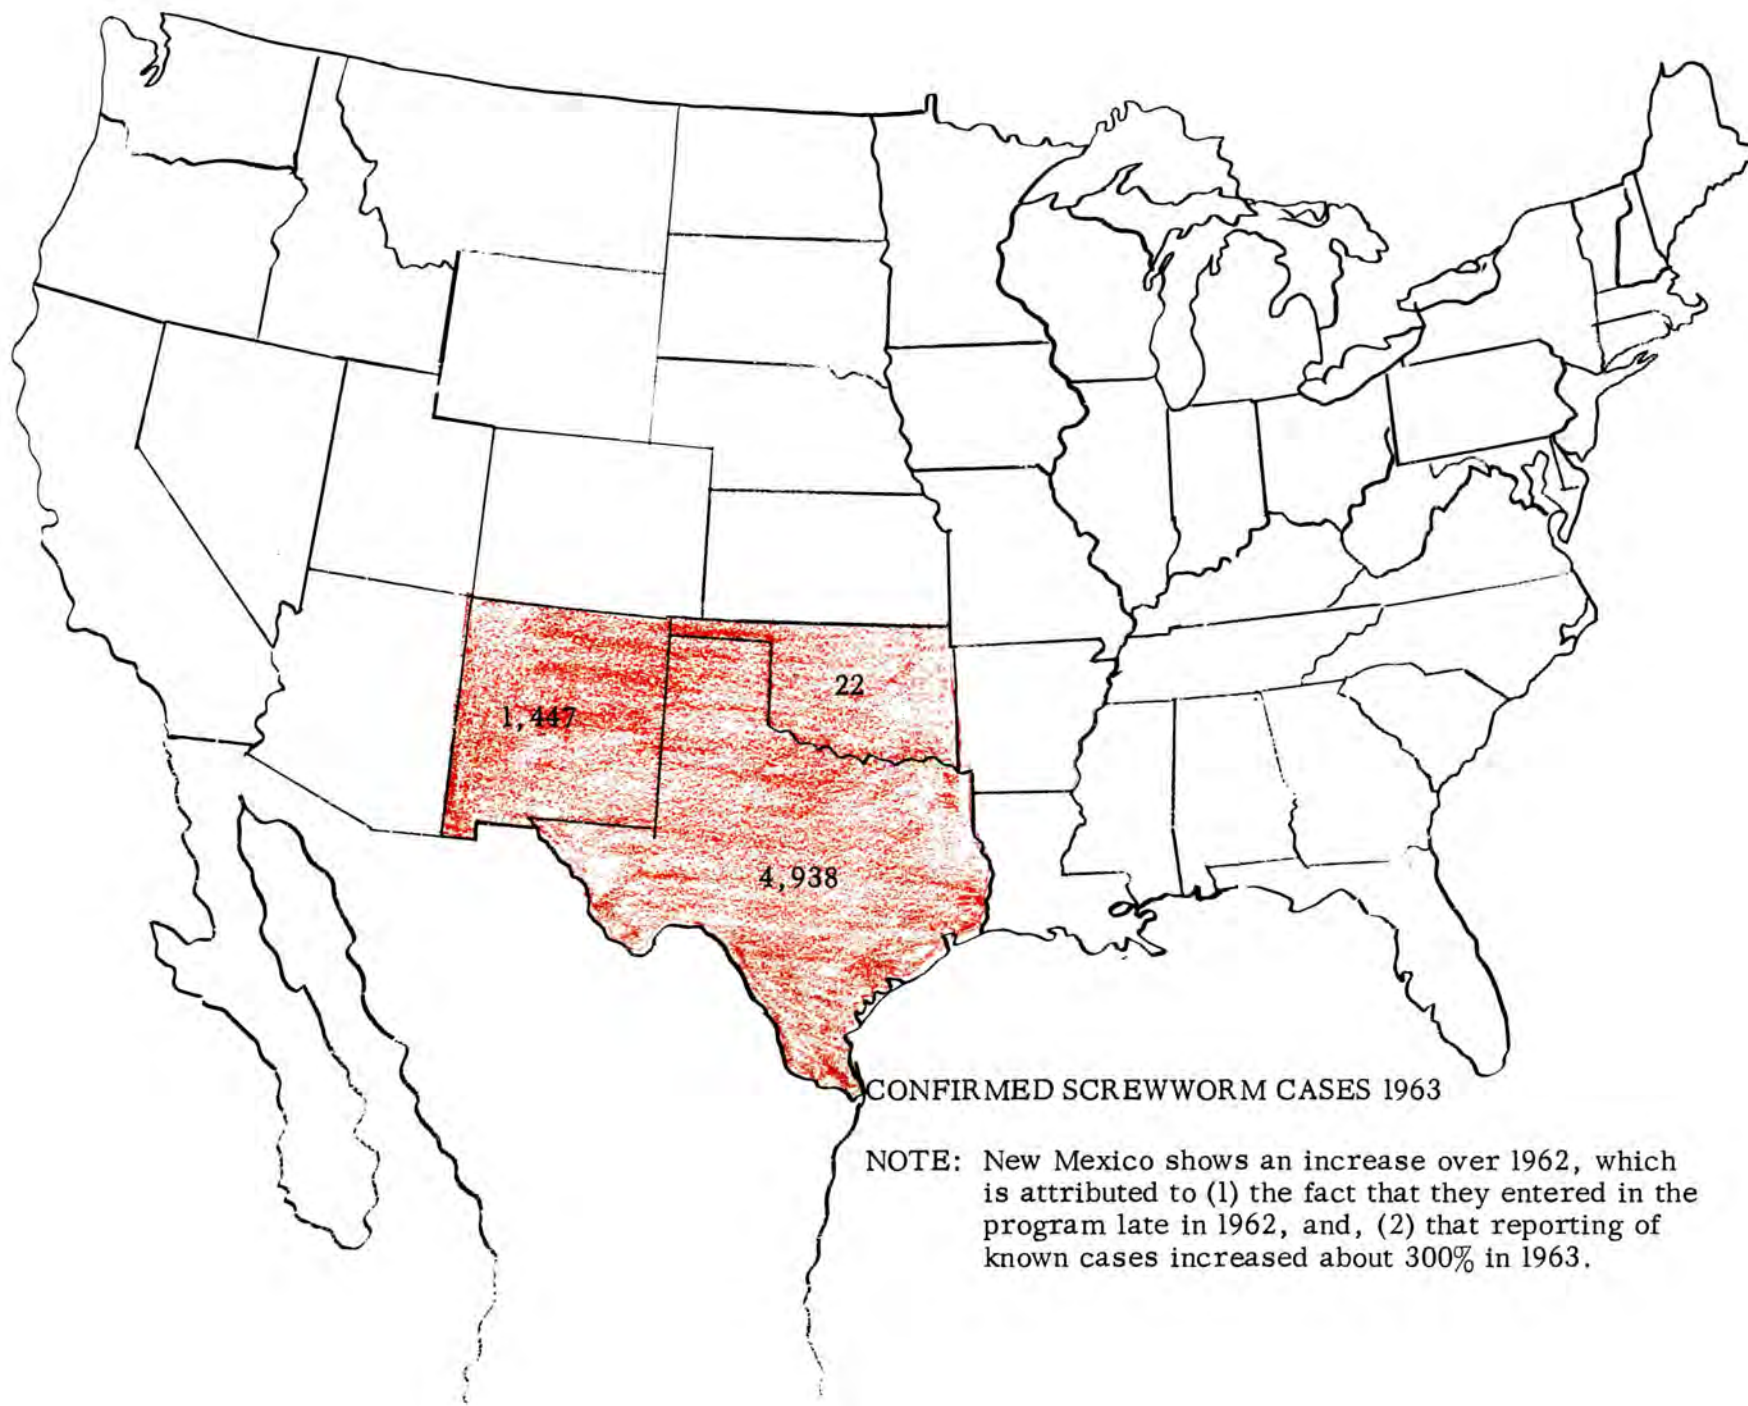 22
1,447
4,938
CONFIRMED SCREWWORM CASES 1963
NOTE: New Mexico shows an increase over 1962, which
is attributed to (1) the fact that they entered in the
program late in 1962, and, (2) that reporting of
known cases increased about 300% in 1963.